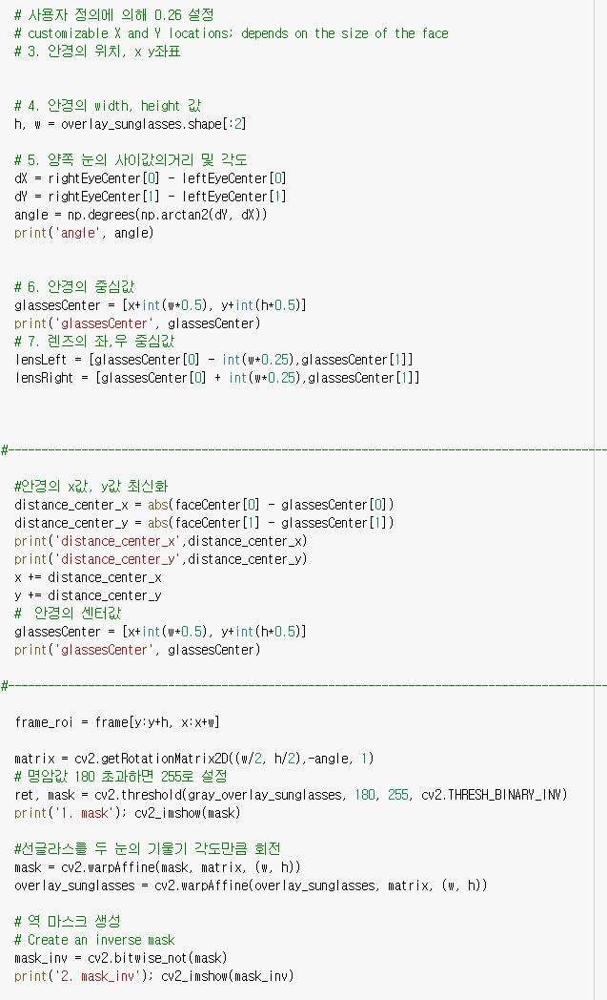 # 사용자 정의에 의해 0.26 설정
# customizable X and Y locations; depends on the size of the face
# 3. 안경의 위치, x y좌표
# 4. 안경의 width, height 값
h, w = overlay_sunglasses.shape[:2]
# 5. 양쪽 눈의 사이값의거리 및 각도
dX = rightEyeCenter[0] - leftEyeCenter[0]
dY = rightEyeCenter[1] - leftEyeCenter[1]
angle = np.degrees(np.arctan2(dY, dX))
print('angle', angle)
# 6. 안경의 중심값
glassesCenter = [x+int(w*0.5), y+int(h*0.5)]
print('glassesCenter', glassesCenter)
# 7. 렌즈의 좌,우 중심값
lensLeft = [glassesCenter[0] - int(w*0.25),glassesCenter[1]]
lensRight = [glassesCenter[0] + int(w*0.25),glassesCenter[1]]
#------------------------------------------------------------------------------------------
#안경의 x값, y값 최신화
distance_center_x = abs(faceCenter[0] - glassesCenter[0])
distance_center_y = abs(faceCenter[1] - glassesCenter[1])
print('distance_center_x',distance_center_x)
print('distance_center_y',distance_center_y)
x += distance_center_x
y += distance_center_y
#  안경의 센터값
glassesCenter = [x+int(w*0.5), y+int(h*0.5)]
print('glassesCenter', glassesCenter)
#------------------------------------------------------------------------------------------
frame_roi = frame[y:y+h, x:x+w]
matrix = cv2.getRotationMatrix2D((w/2, h/2),-angle, 1)
# 명암값 180 초과하면 255로 설정
ret, mask = cv2.threshold(gray_overlay_sunglasses, 180, 255, cv2.THRESH_BINARY_INV)
print('1. mask'); cv2_imshow(mask)
#선글라스를 두 눈의 기울기 각도만큼 회전
mask = cv2.warpAffine(mask, matrix, (w, h))
overlay_sunglasses = cv2.warpAffine(overlay_sunglasses, matrix, (w, h))
# 역 마스크 생성
# Create an inverse mask
mask_inv = cv2.bitwise_not(mask)
print('2. mask_inv'); cv2_imshow(mask_inv)